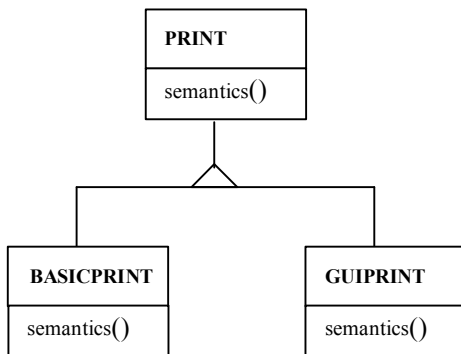 PRINT
semantics()
BASICPRINT
GUIPRINT
semantics()
semantics()